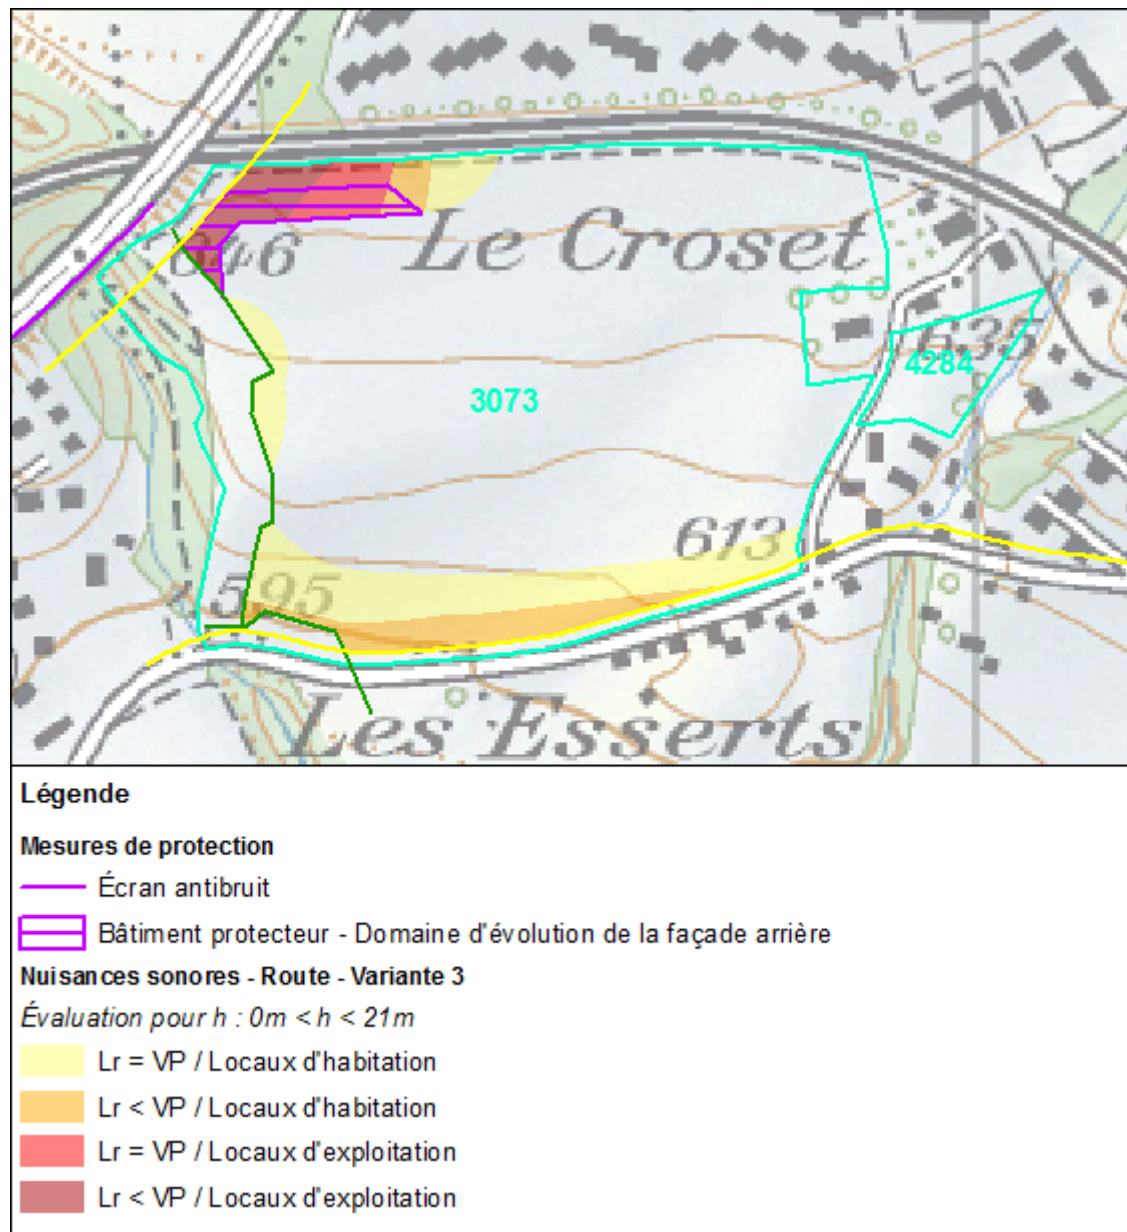 646
Le Croset
635
4284
3073
613
595
Les Esserts
Légende
Mesures de protection
Écran antibruit
Bâtiment protecteur - Domaine d'évolution de la façade arrière
Nuisances sonores - Route - Variante 3
Évaluation pour h : 0m < h < 21m
Lr = VP / Locaux d'habitation
Lr < VP / Locaux d'habitation
Lr = VP / Locaux d'exploitation
Lr < VP / Locaux d'exploitation